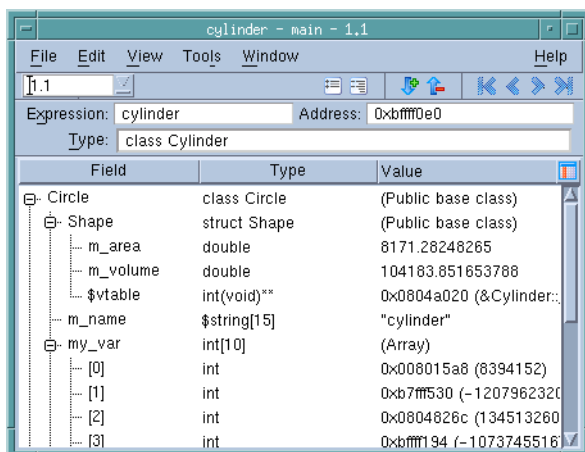 cylinder - main - 1.1
File Edit View Tools Window Help
1.1
Expression: cylinder Address: 0xbffff0e0
Type: class Cylinder
Field Type Value
Circle class Circle (Public base class)
Shape struct Shape (Public base class)
m_area double 8171.28248265
m_volume double 104183.851653788
$vtable int(void)** 0x0804a020 (&Cylinder::
m_name $string[15] "cylinder"
my_var int[10] (Array)
[0] int 0x008015a8 (8394152)
[1] int 0xb7fff530 (-1207962320
[2] int 0x0804826c (134513260
[3] int 0xbffff194 (-1073745516